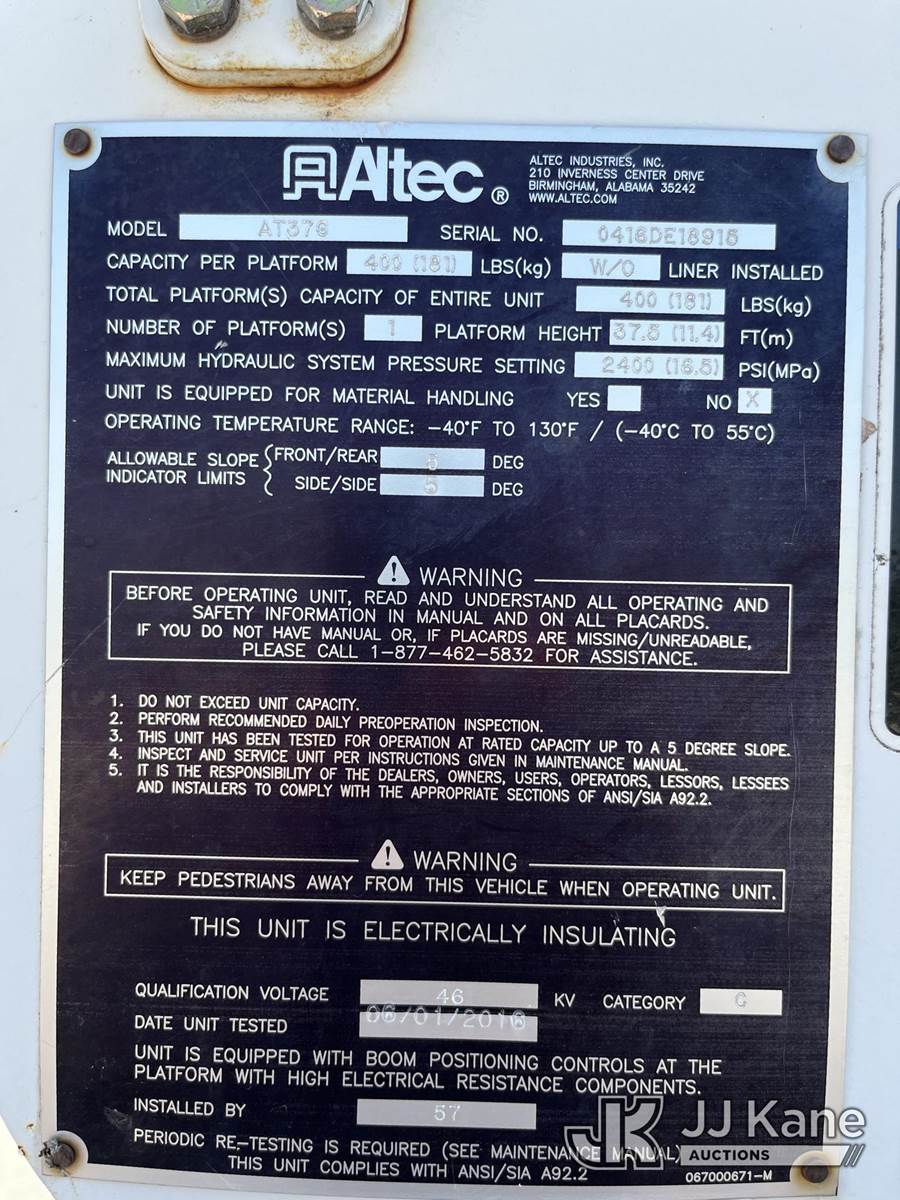 Altec ®
ALTEC INDUSTRIES, INC.
210 INVERNESS CENTER DRIVE
BIRMINGHAM, ALABAMA 35242
WWW.ALTEC.COM
MODEL AT37G SERIAL NO. 0416DE18915
CAPACITY PER PLATFORM 400 (181) LBS(kg) W/O LINER INSTALLED
TOTAL PLATFORM(S) CAPACITY OF ENTIRE UNIT 400 (181) LBS(kg)
NUMBER OF PLATFORM(S) 1 PLATFORM HEIGHT 37.5 (11.4) FT(m)
MAXIMUM HYDRAULIC SYSTEM PRESSURE SETTING 2400 (16.5) PSI(MPa)
UNIT IS EQUIPPED FOR MATERIAL HANDLING YES NO X
OPERATING TEMPERATURE RANGE: -40°F TO 130°F / (-40°C TO 55°C)
ALLOWABLE SLOPE INDICATOR LIMITS
FRONT/REAR 5 DEG
SIDE/SIDE 5 DEG
WARNING
BEFORE OPERATING UNIT, READ AND UNDERSTAND ALL OPERATING AND
SAFETY INFORMATION IN MANUAL AND ON ALL PLACARDS.
IF YOU DO NOT HAVE MANUAL OR, IF PLACARDS ARE MISSING/UNREADABLE,
PLEASE CALL 1-877-462-5832 FOR ASSISTANCE.
1. DO NOT EXCEED UNIT CAPACITY.
2. PERFORM RECOMMENDED DAILY PREOPERATION INSPECTION.
3. THIS UNIT HAS BEEN TESTED FOR OPERATION AT RATED CAPACITY UP TO A 5 DEGREE SLOPE.
4. INSPECT AND SERVICE UNIT PER INSTRUCTIONS GIVEN IN MAINTENANCE MANUAL.
5. IT IS THE RESPONSIBILITY OF THE DEALERS, OWNERS, USERS, OPERATORS, LESSORS, LESSEES
AND INSTALLERS TO COMPLY WITH THE APPROPRIATE SECTIONS OF ANSI/SIA A92.2.
WARNING
KEEP PEDESTRIANS AWAY FROM THIS VEHICLE WHEN OPERATING UNIT.
THIS UNIT IS ELECTRICALLY INSULATING
QUALIFICATION VOLTAGE 46 KV CATEGORY C
DATE UNIT TESTED 06/01/2016
UNIT IS EQUIPPED WITH BOOM POSITIONING CONTROLS AT THE
PLATFORM WITH HIGH ELECTRICAL RESISTANCE COMPONENTS.
INSTALLED BY 57
PERIODIC RE-TESTING IS REQUIRED (SEE MAINTENANCE MANUAL)
THIS UNIT COMPLIES WITH ANSI/SIA A92.2
067000671-M
JK JJ Kane
AUCTIONS